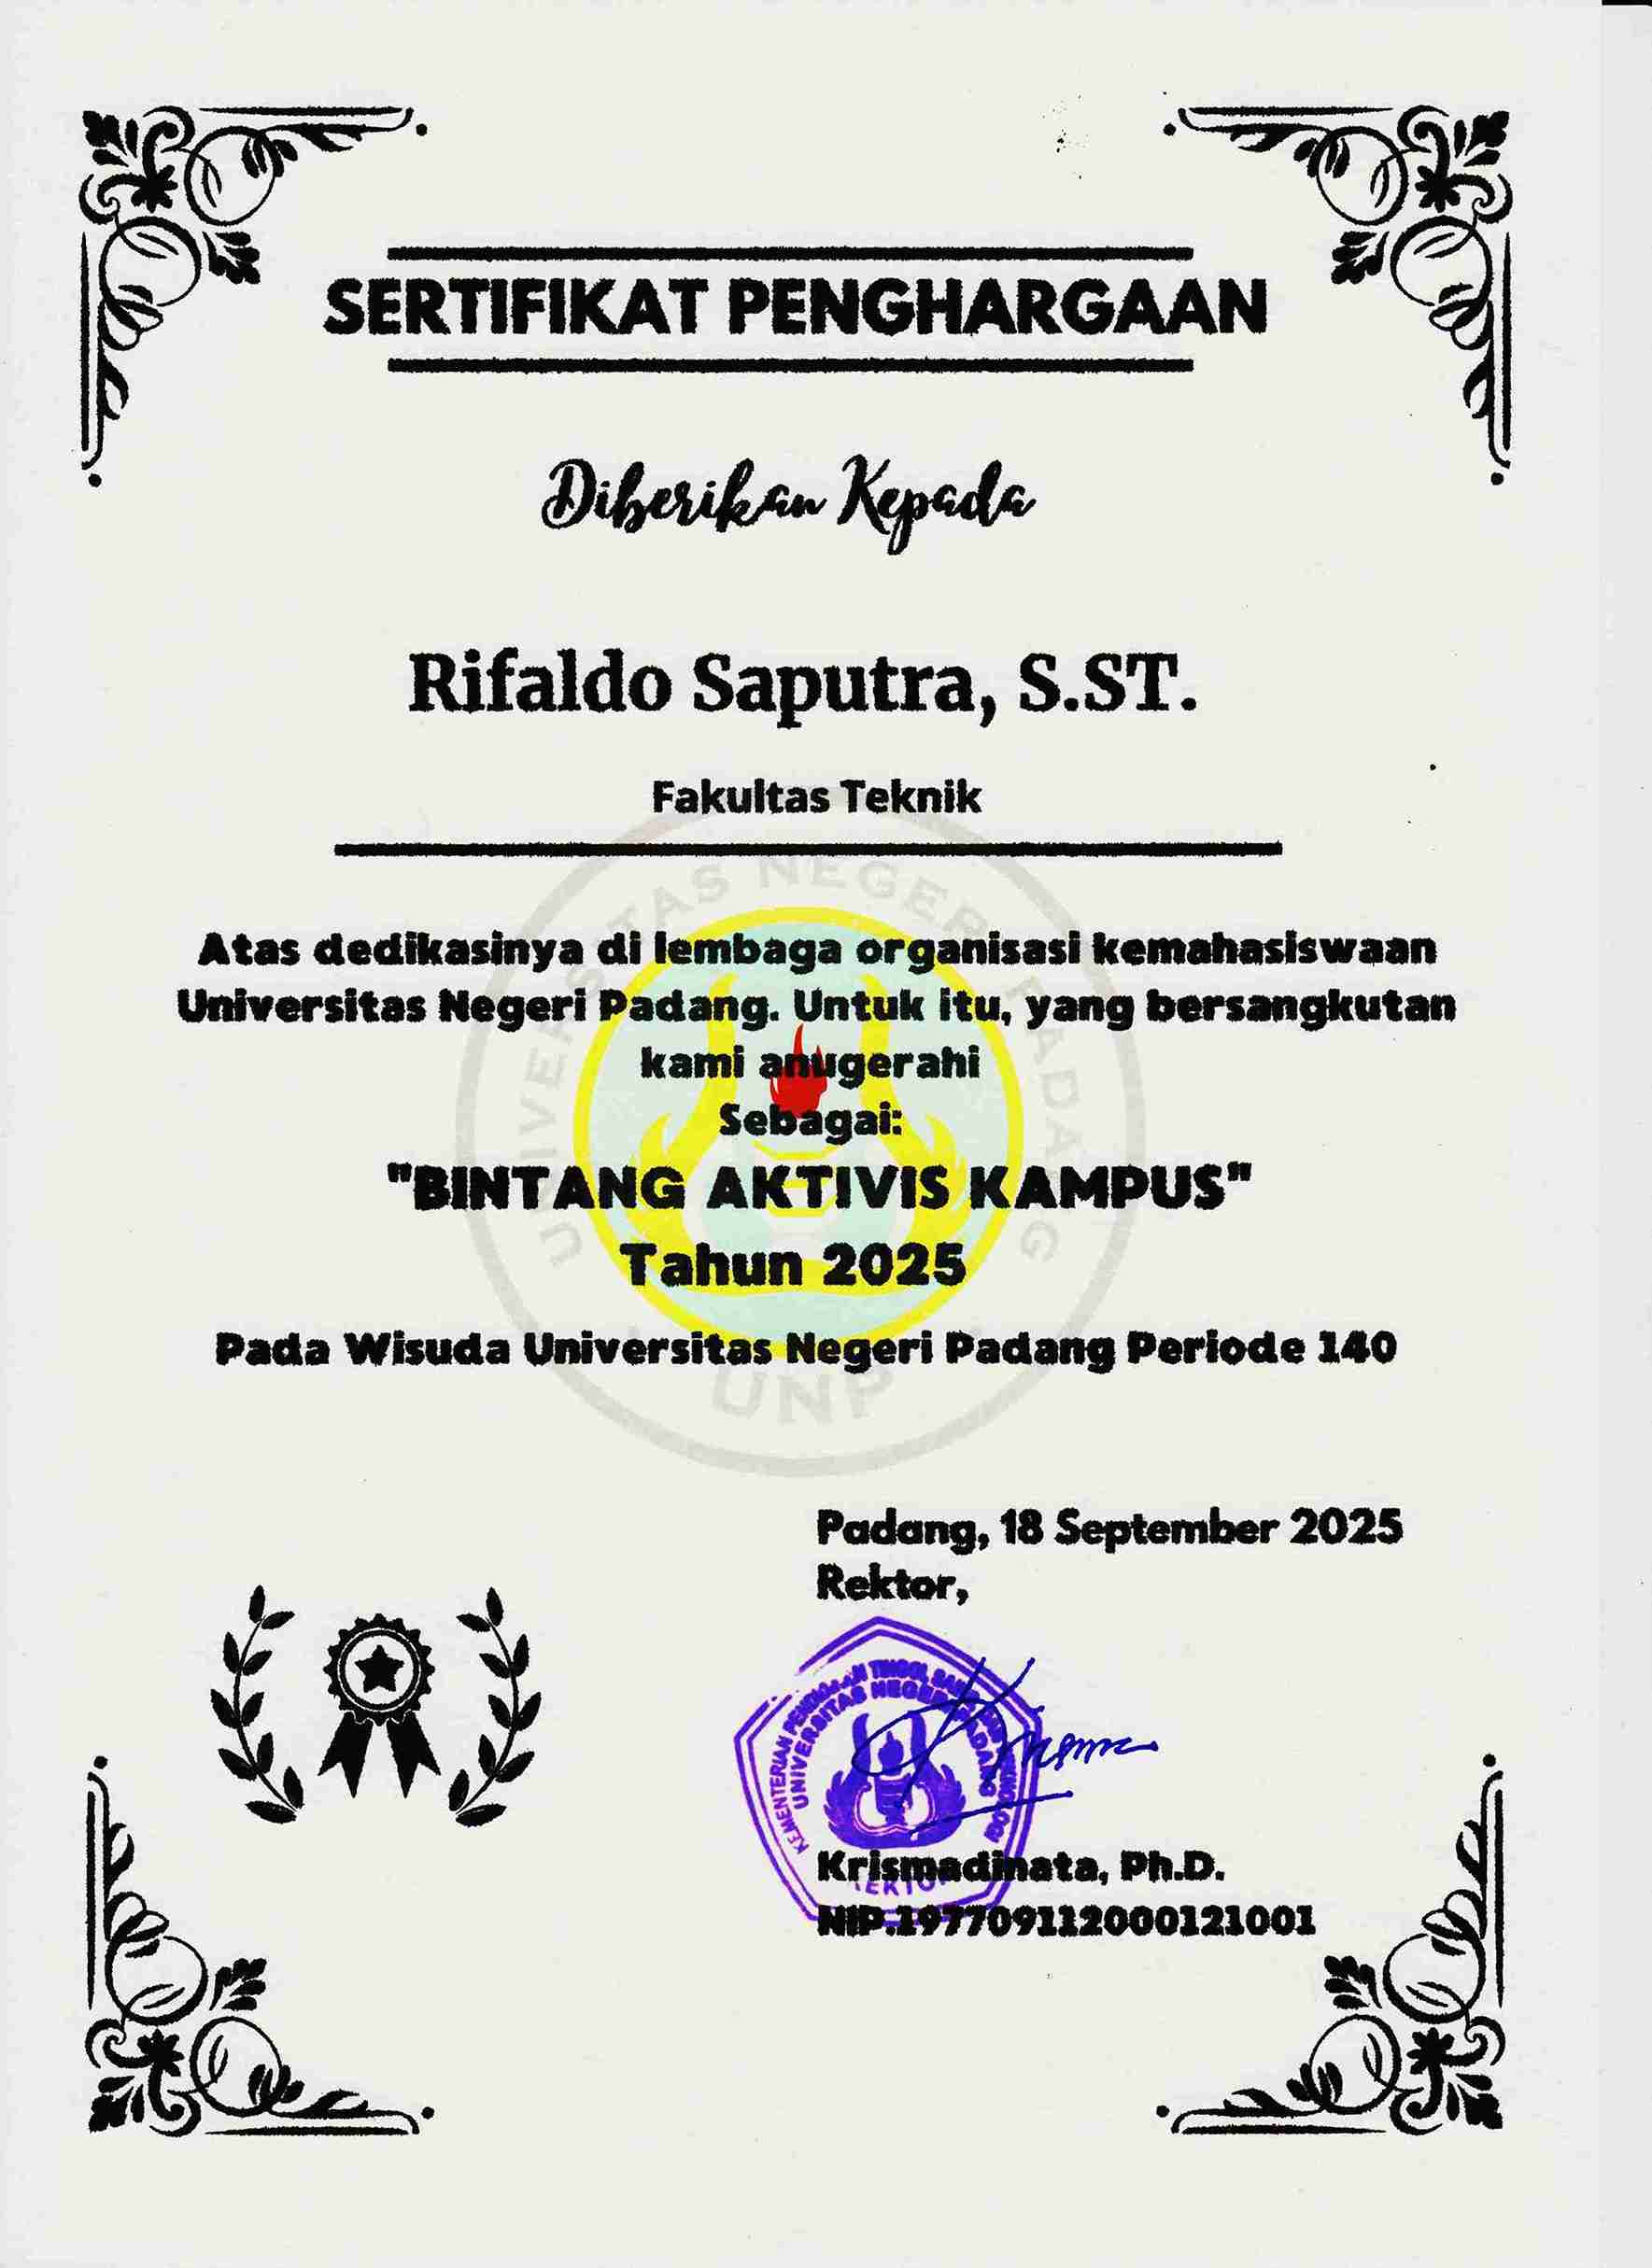 SERTIFIKAT PENGHARGAAN
Diberikan Kepada
Rifaldo Saputra, S.ST.
Fakultas Teknik
Atas dedikasinya di lembaga organisasi kemahasiswaan
Universitas Negeri Padang. Untuk itu, yang bersangkutan
kami anugerahi
Sebagai:
"BINTANG AKTIVIS KAMPUS"
Tahun 2025
Pada Wisuda Universitas Negeri Padang Periode 140
UNIVERSITAS NEGERI PADANG
UNP
Padang, 18 September 2025
Rektor,
KEMENTERIAN PENDIDIKAN TINGGI, SAINS, DAN TEKNOLOGI
UNIVERSITAS NEGERI PADANG
REKTOR
Krismadinata, Ph.D.
NIP.197709112000121001